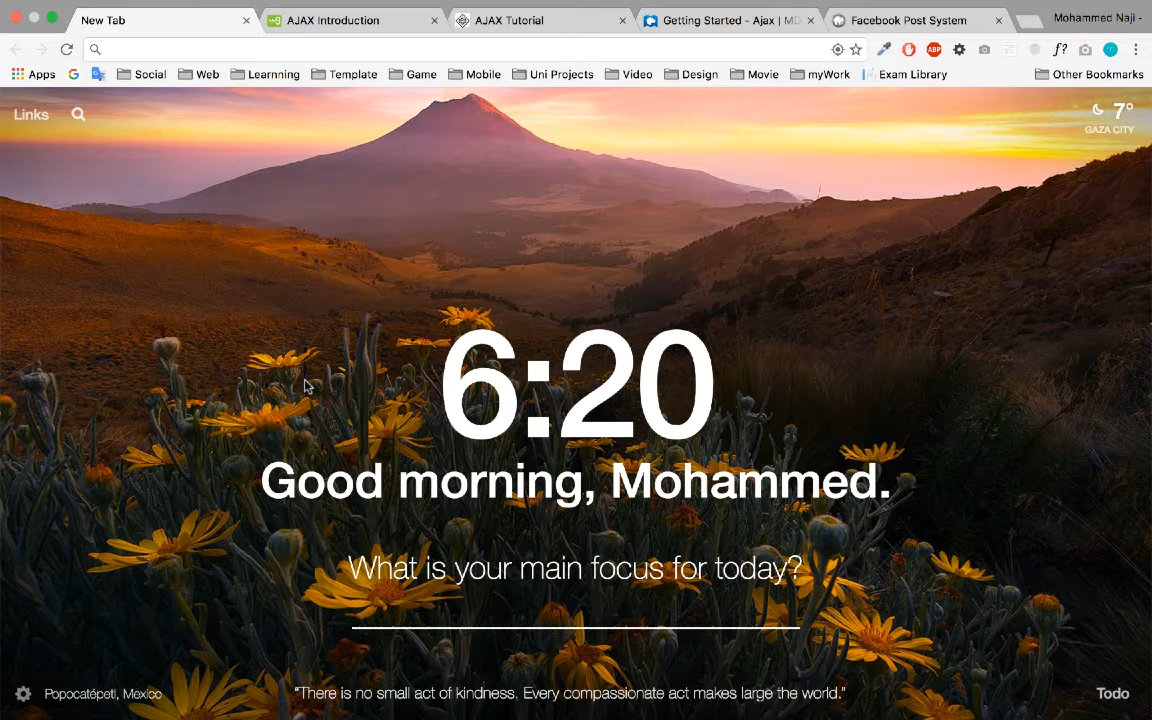 New Tab
AJAX Introduction
AJAX Tutorial
Getting Started - Ajax | MD
Facebook Post System
Mohammed Naji -
ABP
f?
Apps
Social
Web
Learnning
Template
Game
Mobile
Uni Projects
Video
Design
Movie
myWork
Exam Library
Other Bookmarks
Links
7°
GAZA CITY
6:20
Good morning, Mohammed.
What is your main focus for today?
Popocatépetl, Mexico
"There is no small act of kindness. Every compassionate act makes large the world."
Todo